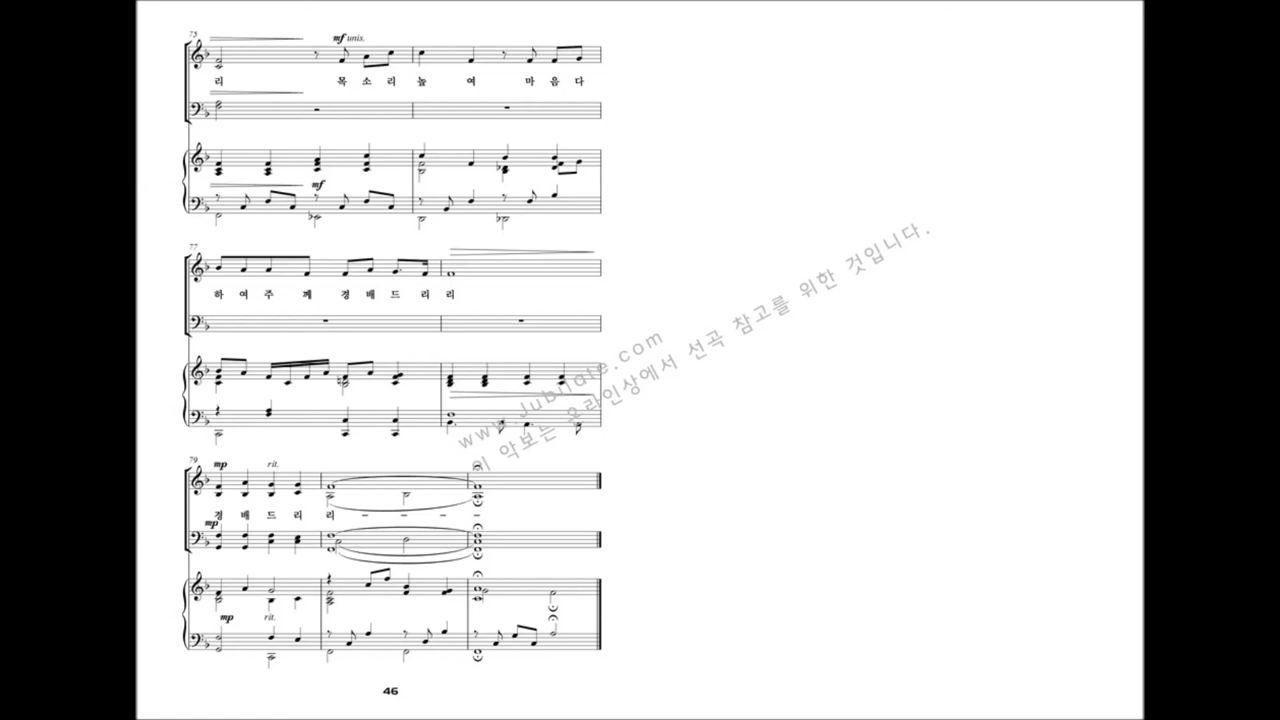 75
mf unis.
리 목 소 리 높 여 마 음 다
mf
77
하 여 주 께 경 배 드 리 리
www.Jubilate.com
이 악보는 온라인상에서 선곡 참고를 위한 것입니다.
79
mp rit.
경 배 드 리 리 - - - -
mp
mp rit.
46